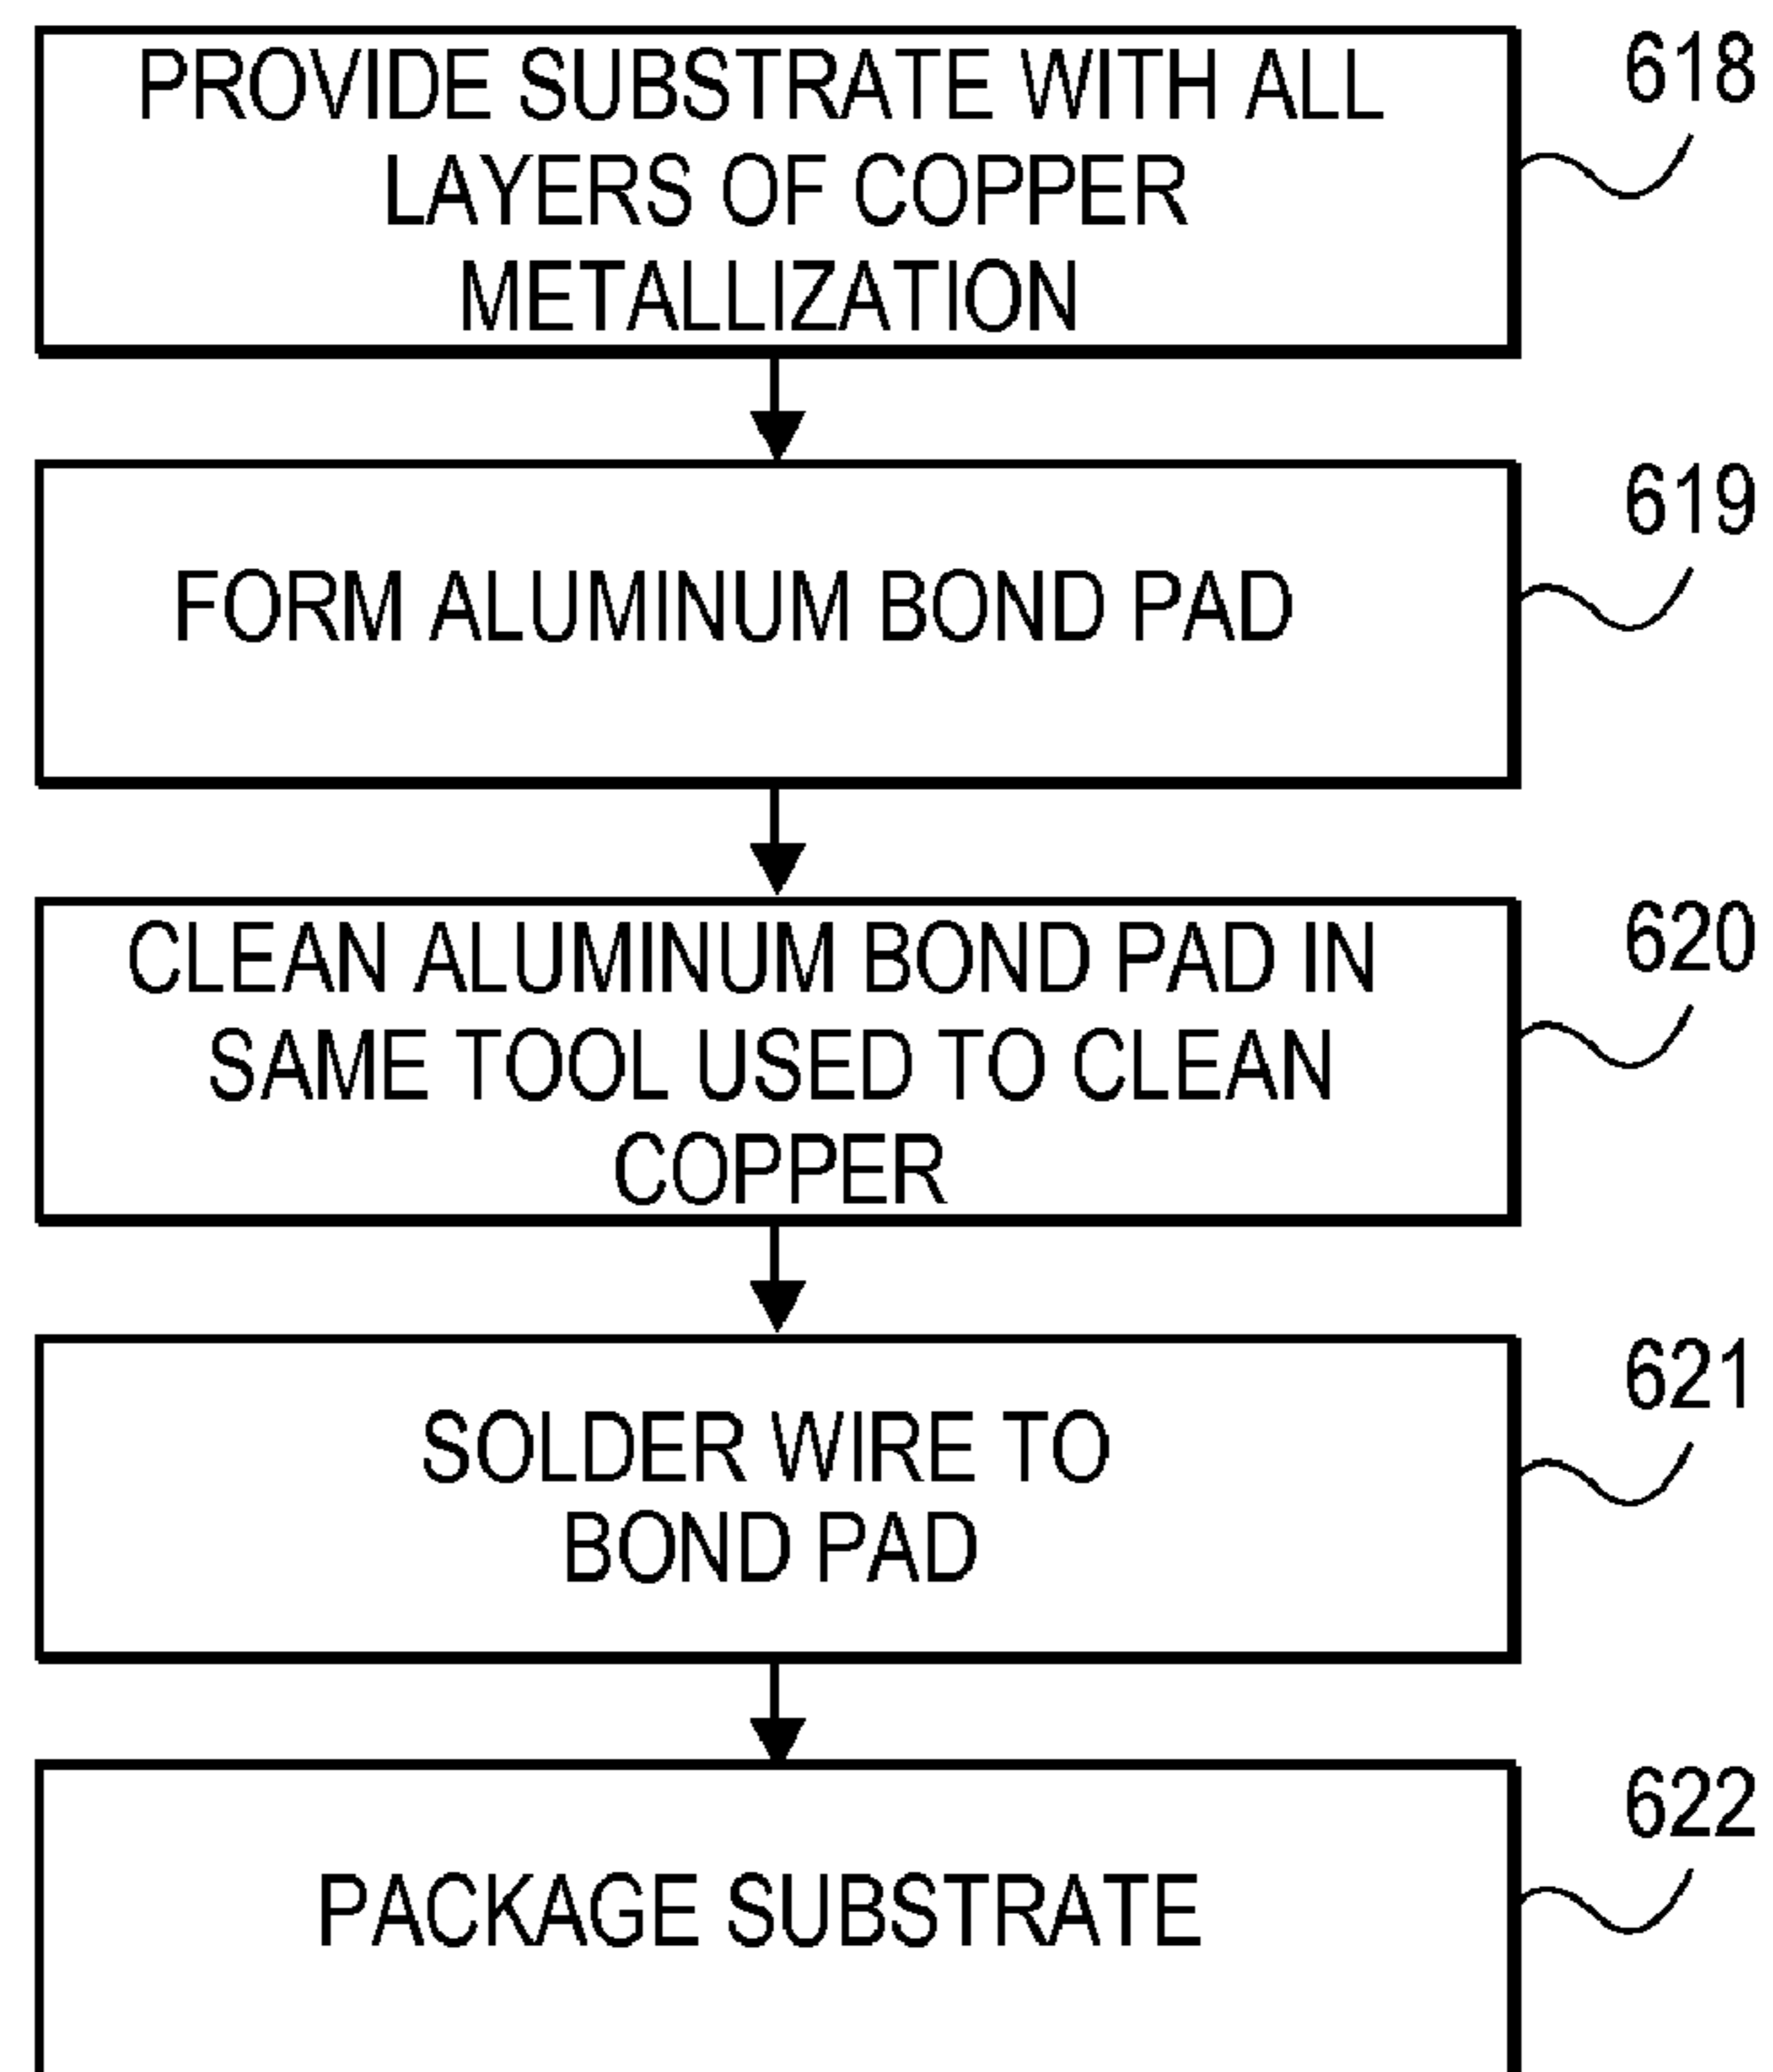 PROVIDE SUBSTRATE WITH ALL
LAYERS OF COPPER
METALLIZATION
618
FORM ALUMINUM BOND PAD
619
CLEAN ALUMINUM BOND PAD IN
SAME TOOL USED TO CLEAN
COPPER
620
SOLDER WIRE TO
BOND PAD
621
PACKAGE SUBSTRATE
622